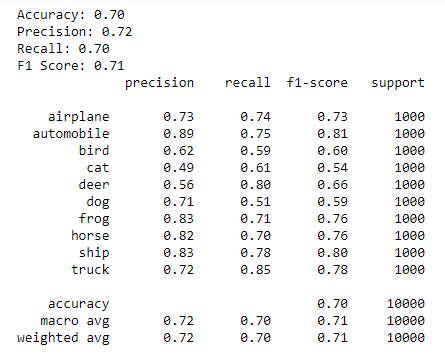 Accuracy: 0.70
Precision: 0.72
Recall: 0.70
F1 Score: 0.71
precision recall f1-score support
airplane 0.73 0.74 0.73 1000
automobile 0.89 0.75 0.81 1000
bird 0.62 0.59 0.60 1000
cat 0.49 0.61 0.54 1000
deer 0.56 0.80 0.66 1000
dog 0.71 0.51 0.59 1000
frog 0.83 0.71 0.76 1000
horse 0.82 0.70 0.76 1000
ship 0.83 0.78 0.80 1000
truck 0.72 0.85 0.78 1000
accuracy 0.70 10000
macro avg 0.72 0.70 0.71 10000
weighted avg 0.72 0.70 0.71 10000